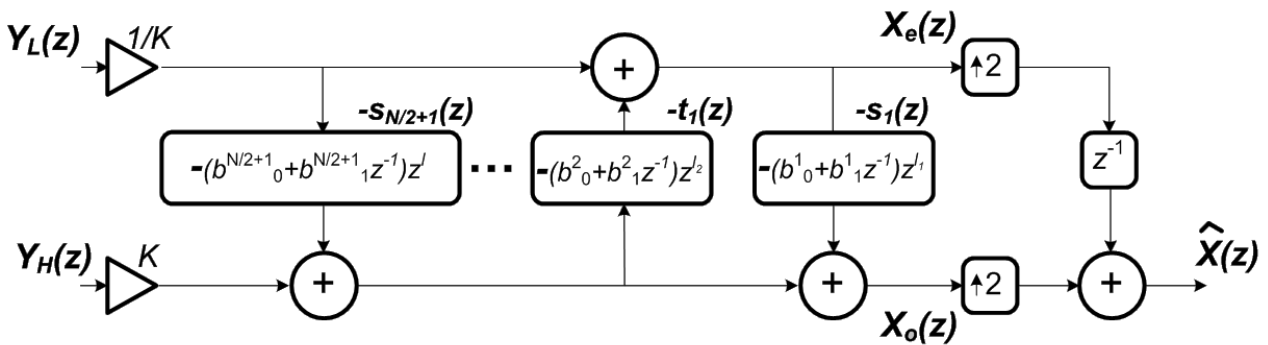 Y_L(z) 1/K + X_e(z) ↑2
-s_{N/2+1}(z) -t_1(z) -s_1(z)
-(b^{N/2+1}_0+b^{N/2+1}_1z^{-1})z^l ... -(b^2_0+b^2_1z^{-1})z^{l_2} -(b^1_0+b^1_1z^{-1})z^{l_1} z^{-1}
Y_H(z) K + + ↑2 + X̂(z)
X_o(z)